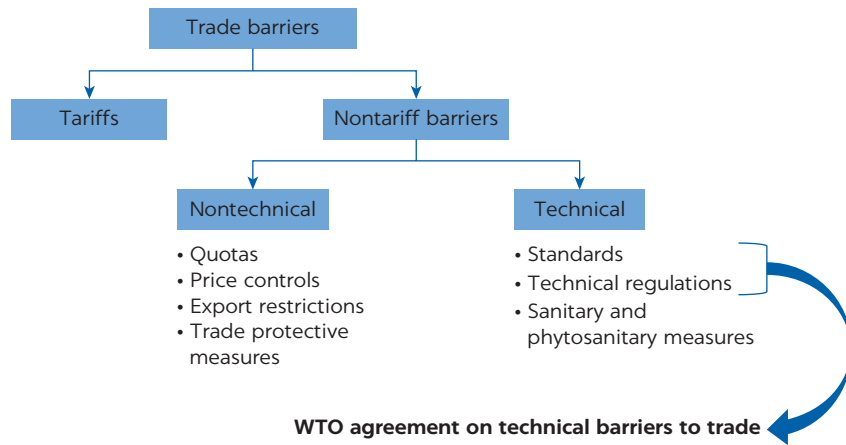 Trade barriers
Tariffs
Nontariff barriers
Nontechnical
Technical
• Quotas
• Price controls
• Export restrictions
• Trade protective
measures
• Standards
• Technical regulations
• Sanitary and
phytosanitary measures
WTO agreement on technical barriers to trade